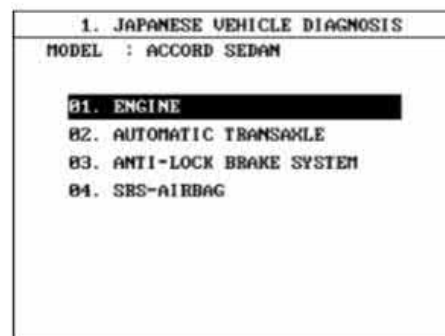 1. JAPANESE VEHICLE DIAGNOSIS
MODEL : ACCORD SEDAN
01. ENGINE
02. AUTOMATIC TRANSAXLE
03. ANTI-LOCK BRAKE SYSTEM
04. SRS-AIRBAG